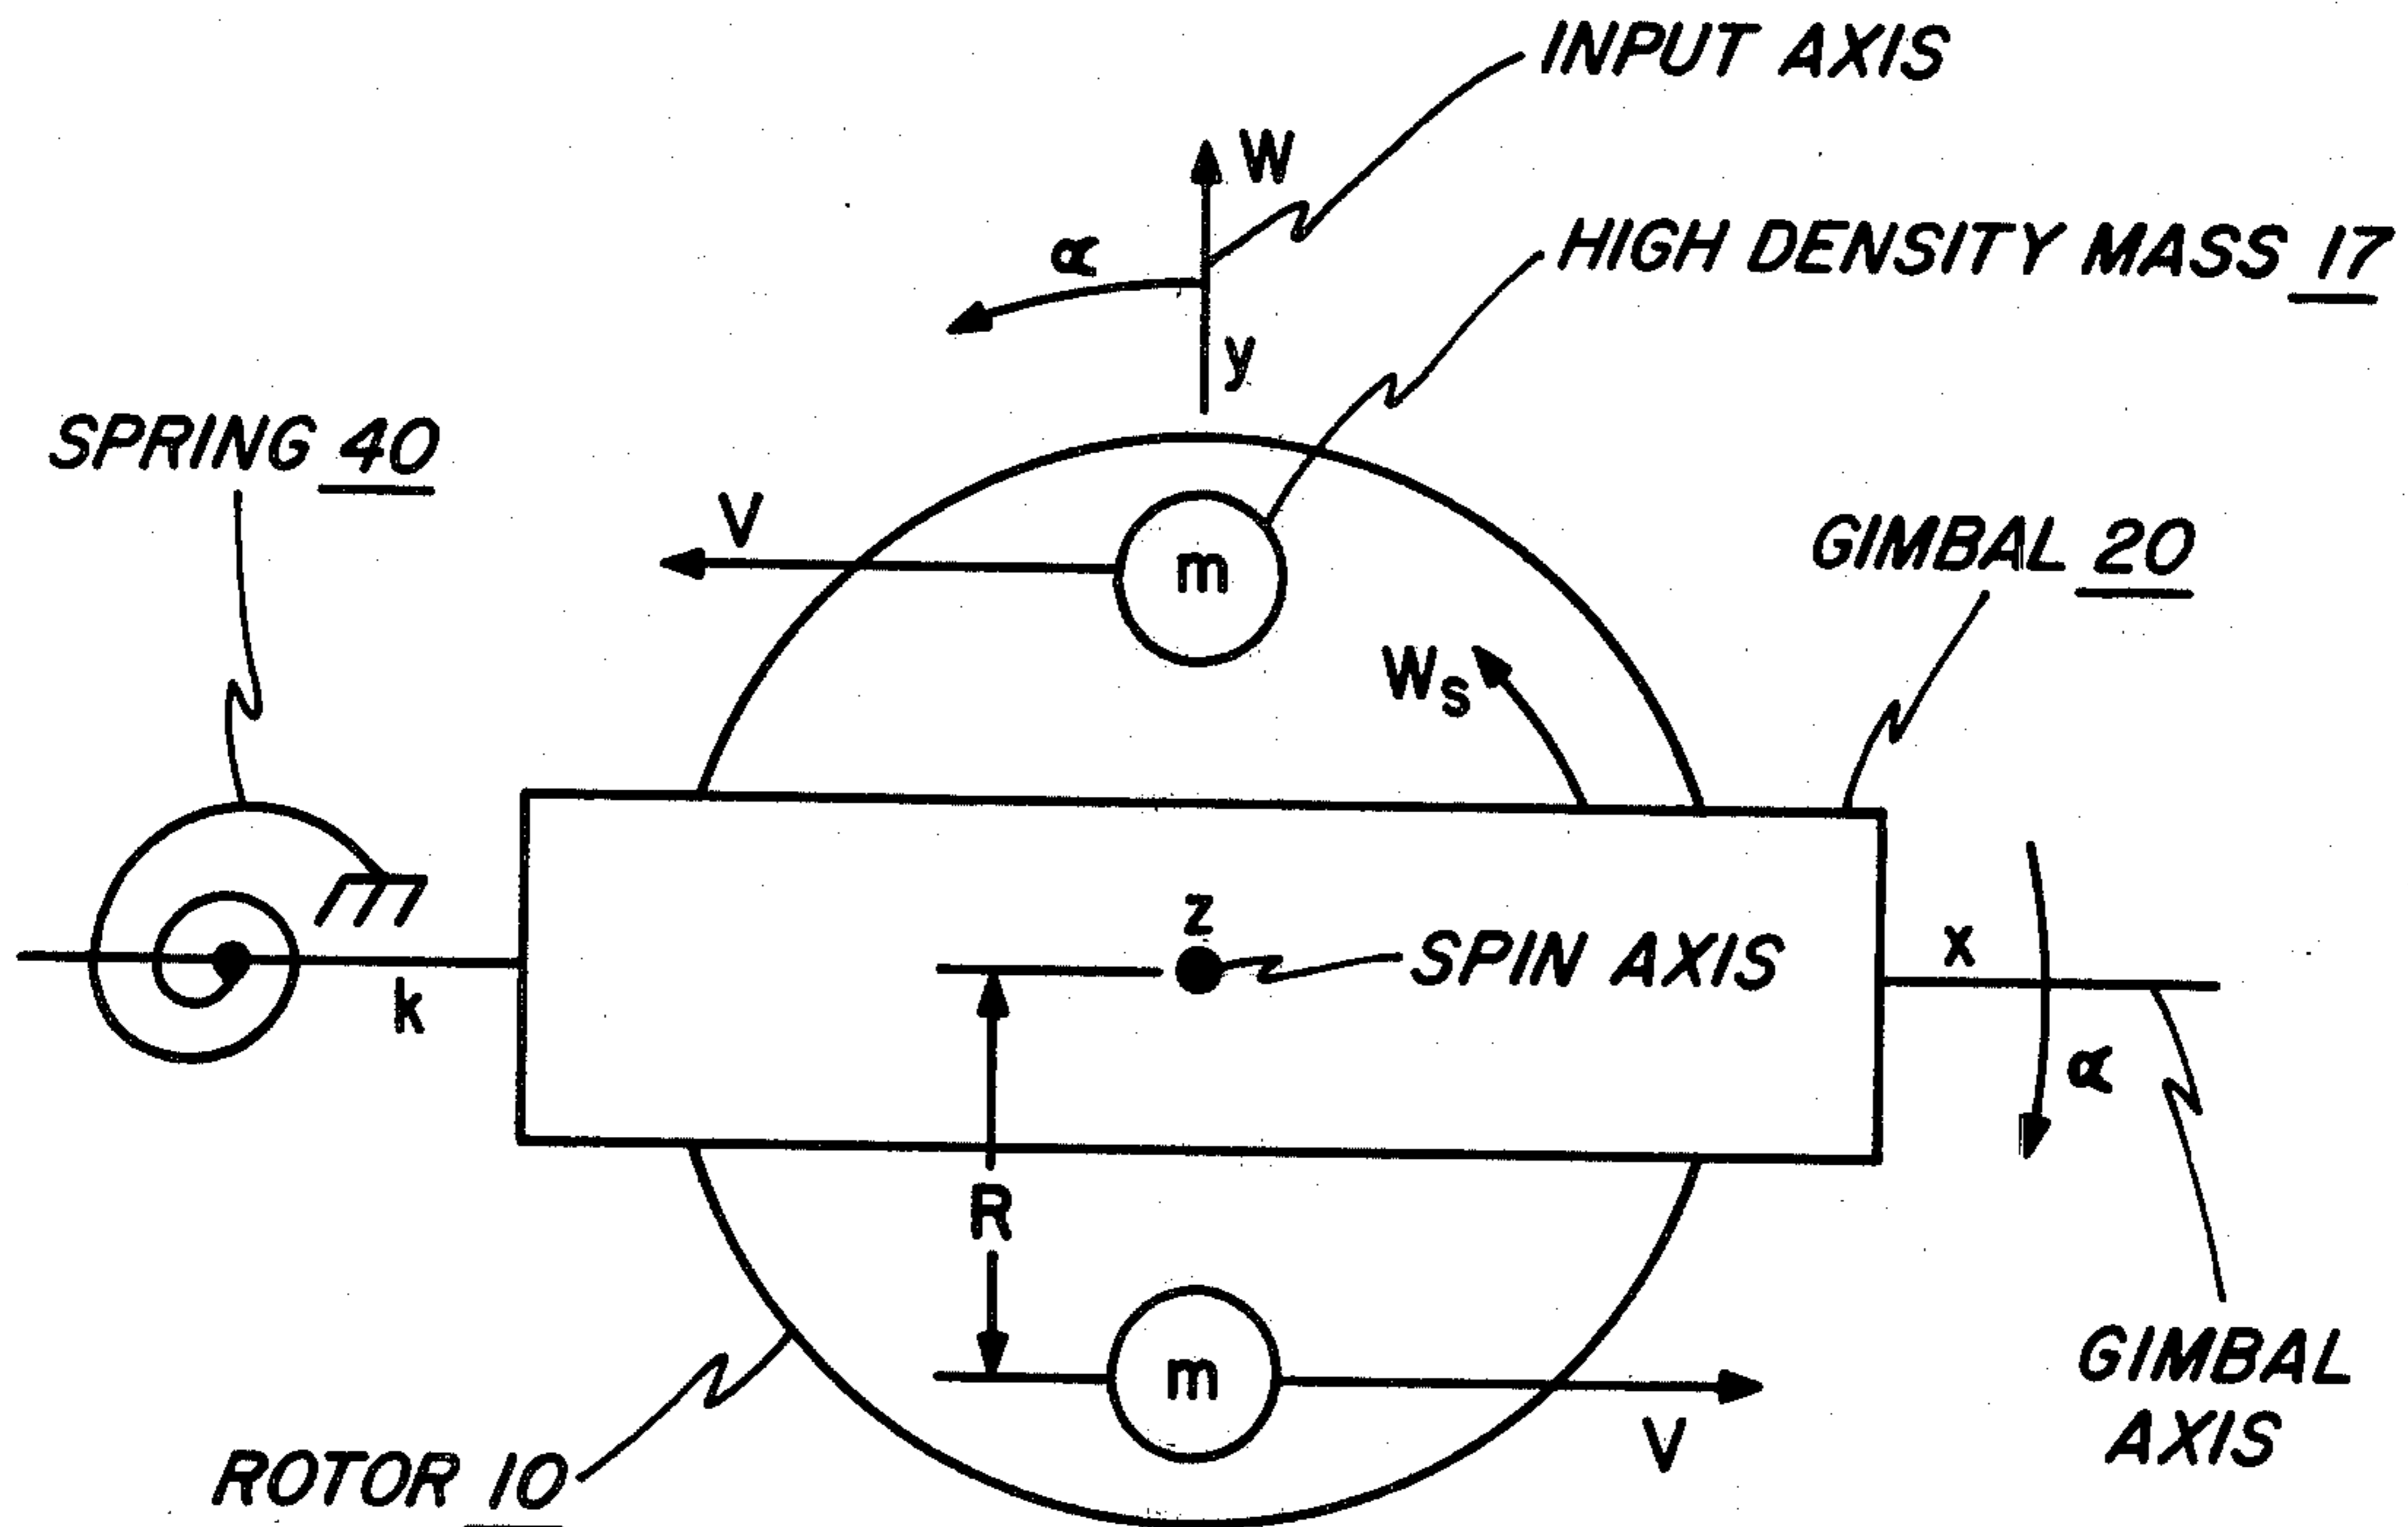 INPUT AXIS
W
α
HIGH DENSITY MASS 17
y
SPRING 40
V
m
GIMBAL 20
Ws
z
SPIN AXIS
x
k
α
R
m
V
GIMBAL
AXIS
ROTOR 10